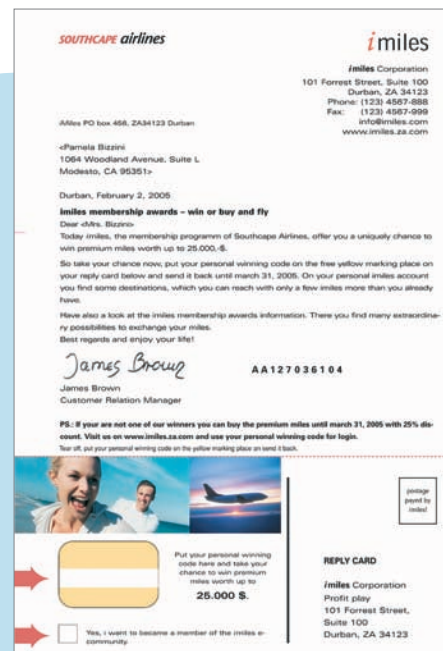 SOUTHCAPE airlines
imiles
imiles Corporation
101 Forrest Street, Suite 100
Durban, ZA 34123
Phone: (123) 4567-888
Fax: (123) 4567-999
info@imiles.com
www.imiles.za.com
PO box 456, ZA34123 Durban
<Pamela Bizzini
1064 Woodland Avenue, Suite L
Modesto, CA 95351>
Durban, February 2, 2005
imiles membership awards – win or buy and fly
Dear <Mrs. Bizzini>
Today imiles, the membership programm of Southcape Airlines, offer you a uniquely chance to
win premium miles worth up to 25.000,-$.
So take your chance now, put your personal winning code on the free yellow marking place on
your reply card below and send it back until march 31, 2005. On your personal imiles account
you find some destinations, which you can reach with only a few imiles more than you already
have.
Have also a look at the imiles membership awards information. There you find many extraordina-
ry possibilities to exchange your miles.
Best regards and enjoy your life!
James Brown
AA127036104
James Brown
Customer Relation Manager
PS.: If your are not one of our winners you can buy the premium miles until march 31, 2005 with 25% dis-
count. Visit us on www.imiles.za.com and use your personal winning code for login.
Tear off, put your personal winning code on the yellow marking place an send it back.
postage
payed by
imiles!
Put your personal winning
code here and take your
chance to win premium
miles worth up to
25.000 $.
REPLY CARD
imiles Corporation
Profit play
101 Forrest Street,
Suite 100
Durban, ZA 34123
Yes, i want to became a member of the imiles e-
community.